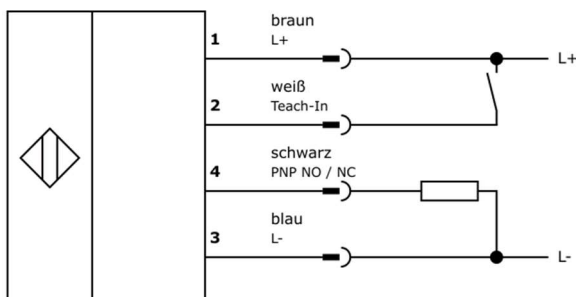 braun
1 L+
L+
weiß
2 Teach-In
schwarz
4 PNP NO / NC
blau
3 L-
L-